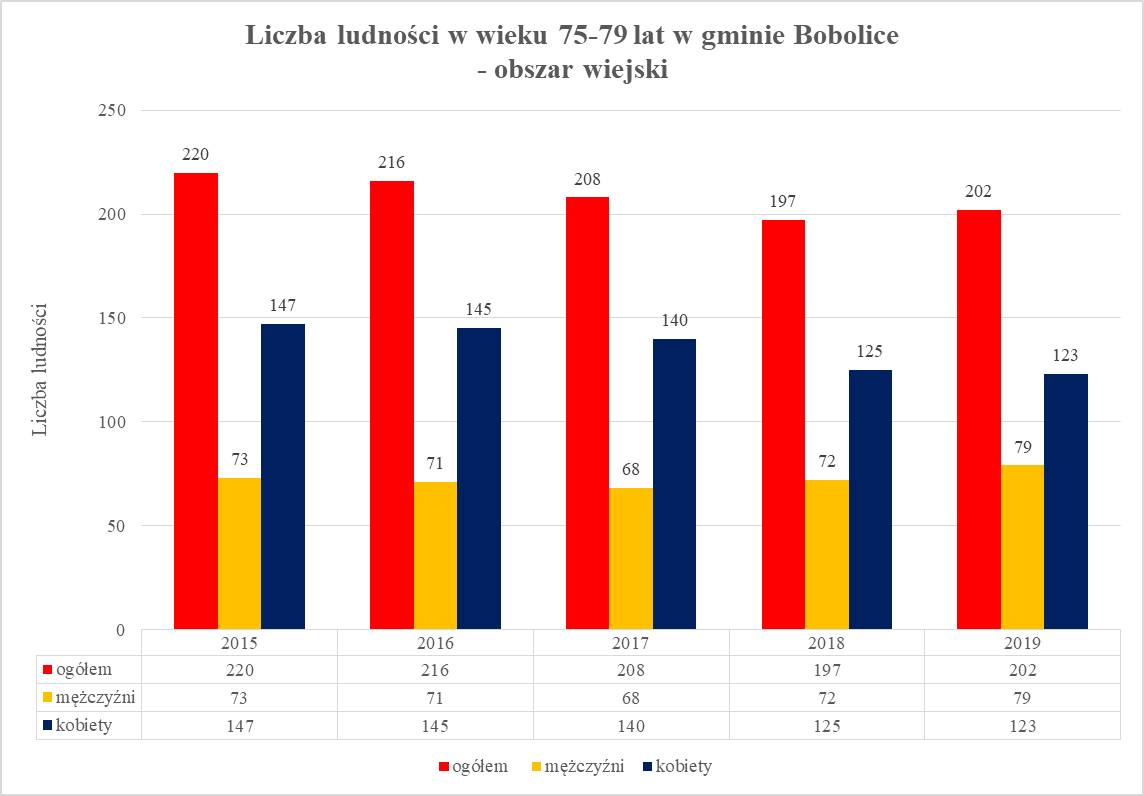 Liczba ludności w wieku 75-79 lat w gminie Bobolice
- obszar wiejski
Liczba ludności
250
200
150
100
50
0
220
73
147
216
71
145
208
68
140
197
72
125
202
79
123
2015 2016 2017 2018 2019
ogółem 220 216 208 197 202
mężczyźni 73 71 68 72 79
kobiety 147 145 140 125 123
ogółem mężczyźni kobiety